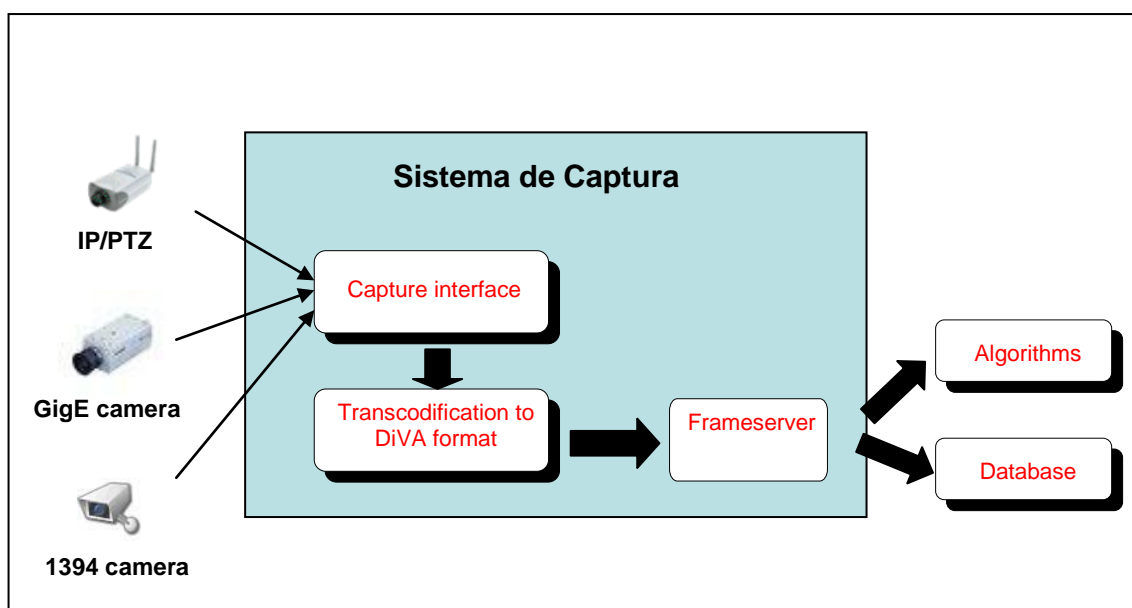 Sistema de Captura
IP/PTZ
Capture interface
GigE camera
Transcodification to
DiVA format
Frameserver
Algorithms
Database
1394 camera